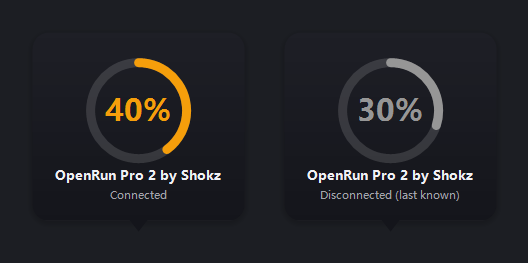 40%
OpenRun Pro 2 by Shokz
Connected
30%
OpenRun Pro 2 by Shokz
Disconnected (last known)